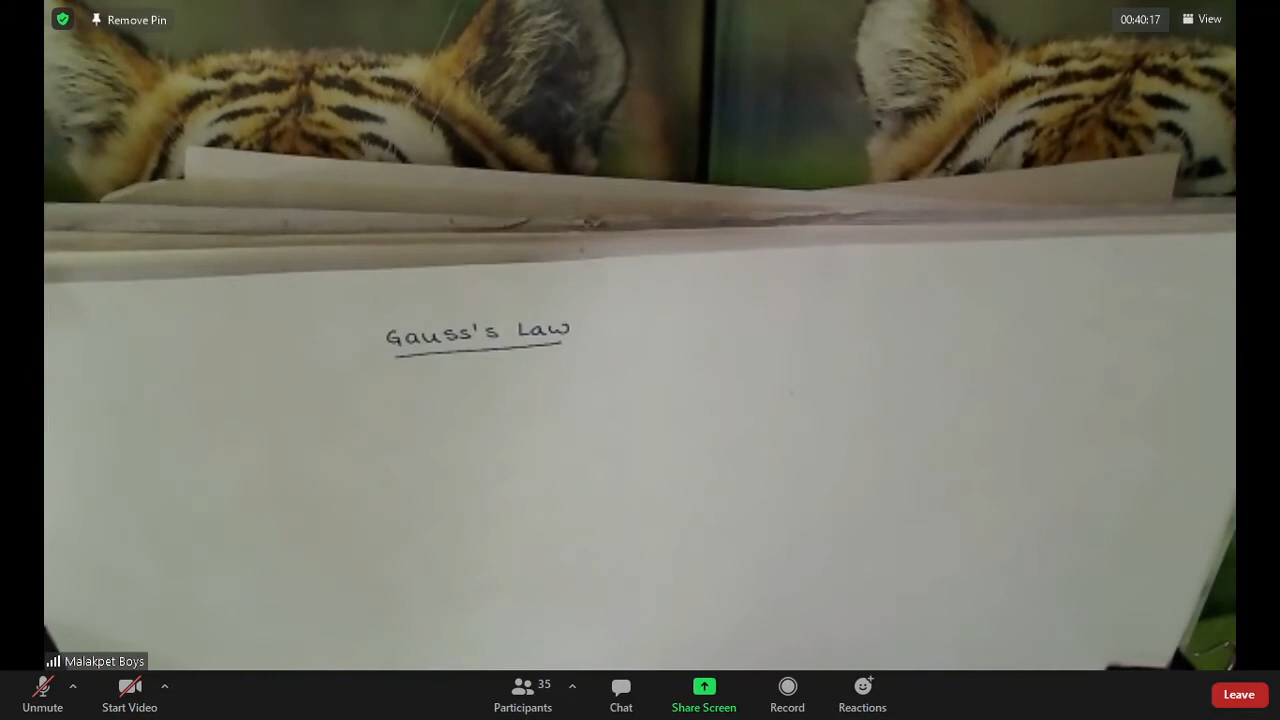 Remove Pin
00:40:17
View
Gauss's Law
Malakpet Boys
Unmute
Start Video
Participants
35
Chat
Share Screen
Record
Reactions
Leave